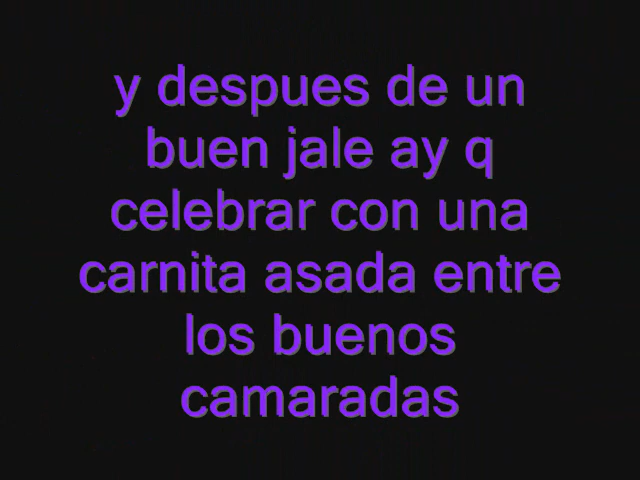 y despues de un
buen jale ay q
celebrar con una
carnita asada entre
los buenos
camaradas